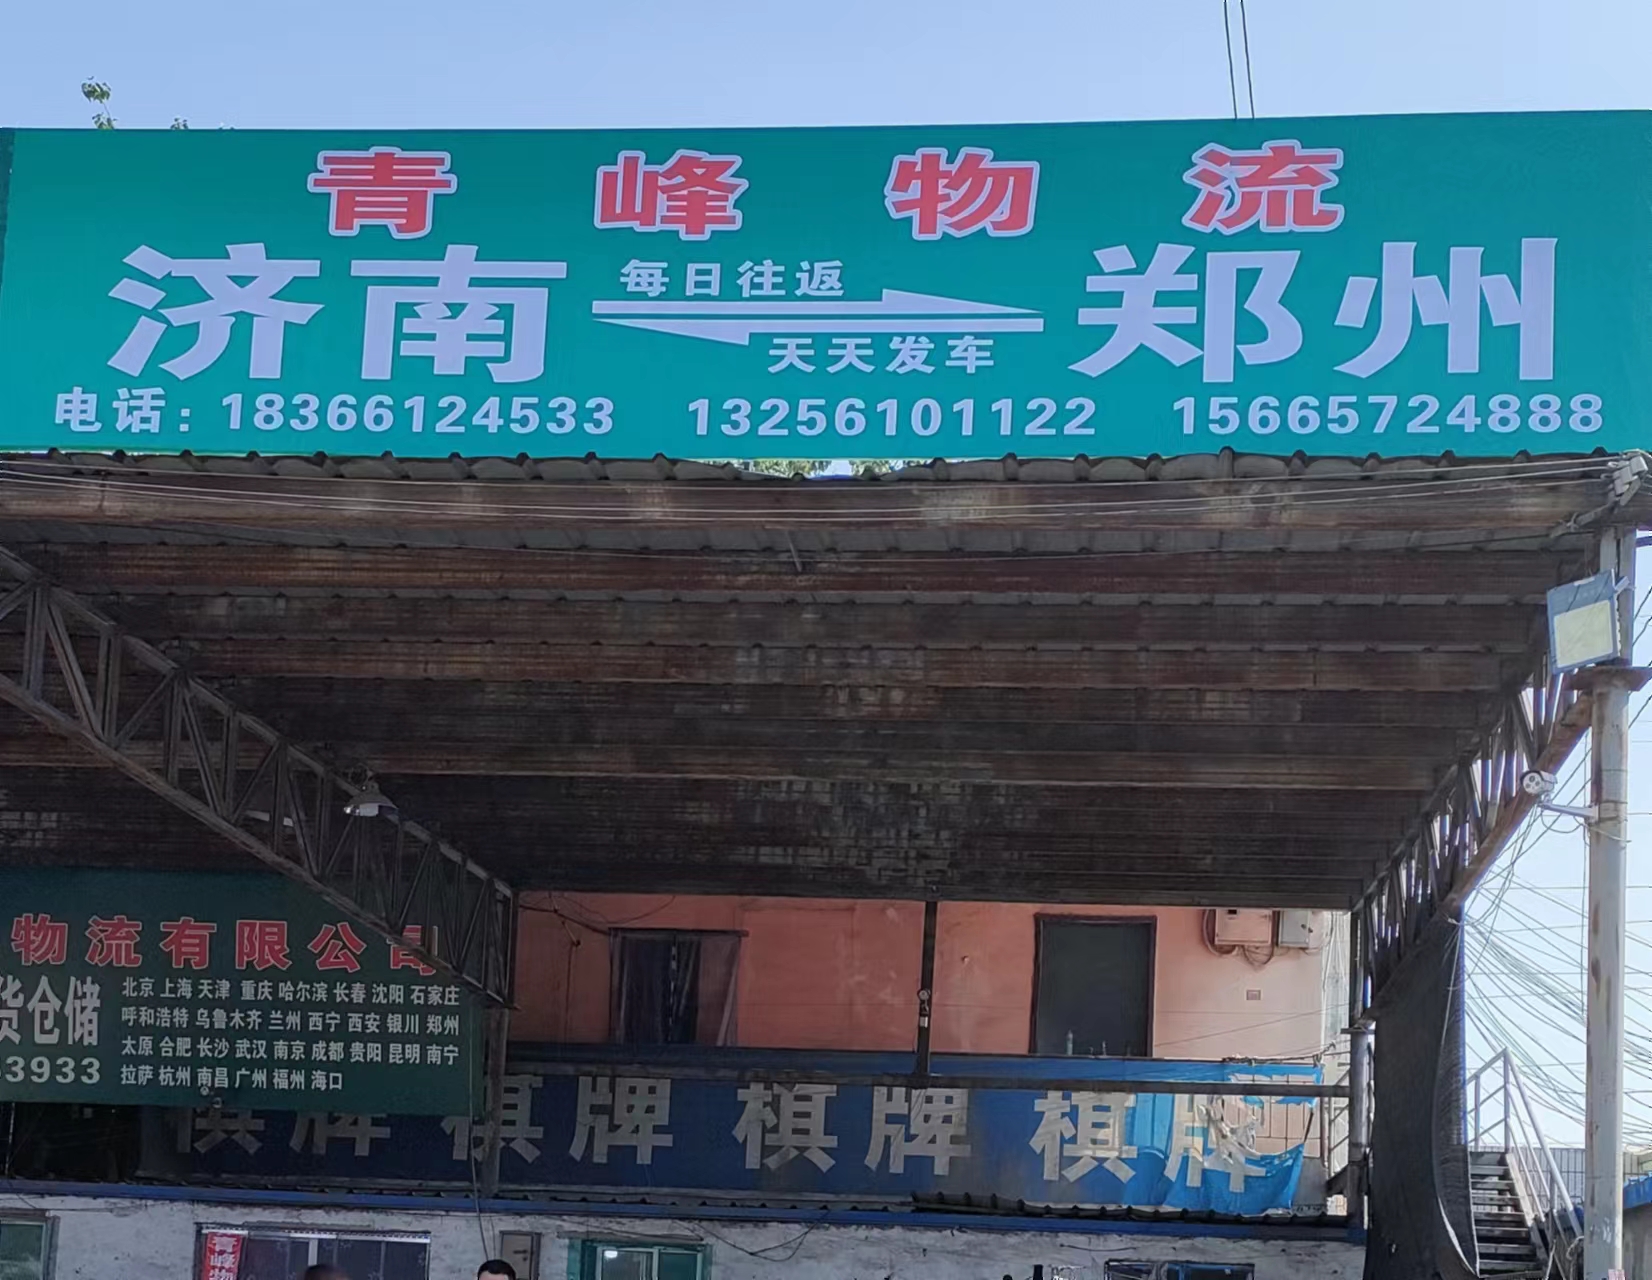 青峰物流
济南 每日往返 郑州
天天发车
电话：18366124533 13256101122 15665724888
物流有限公司
货仓储
北京 上海 天津 重庆 哈尔滨 长春 沈阳 石家庄
呼和浩特 乌鲁木齐 兰州 西宁 西安 银川 郑州
太原 合肥 长沙 武汉 南京 成都 贵阳 昆明 南宁
拉萨 杭州 南昌 广州 福州 海口
3933
棋牌 棋牌 棋牌 棋牌
青峰物